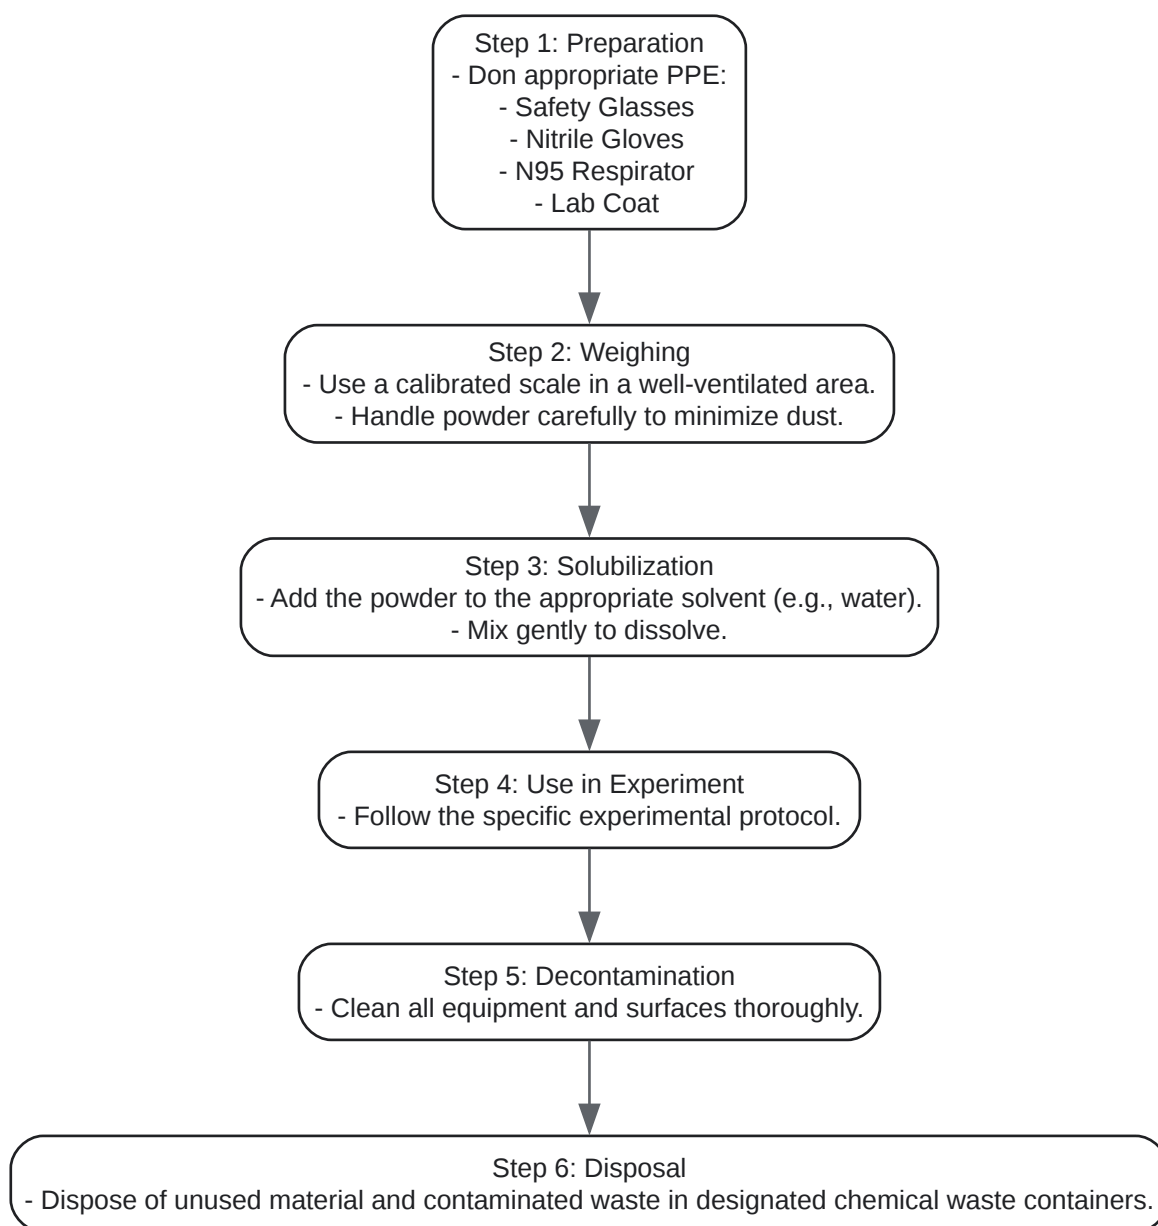 Step 1: Preparation
- Don appropriate PPE:
- Safety Glasses
- Nitrile Gloves
- N95 Respirator
- Lab Coat
Step 2: Weighing
- Use a calibrated scale in a well-ventilated area.
- Handle powder carefully to minimize dust.
Step 3: Solubilization
- Add the powder to the appropriate solvent (e.g., water).
- Mix gently to dissolve.
Step 4: Use in Experiment
- Follow the specific experimental protocol.
Step 5: Decontamination
- Clean all equipment and surfaces thoroughly.
Step 6: Disposal
- Dispose of unused material and contaminated waste in designated chemical waste containers.